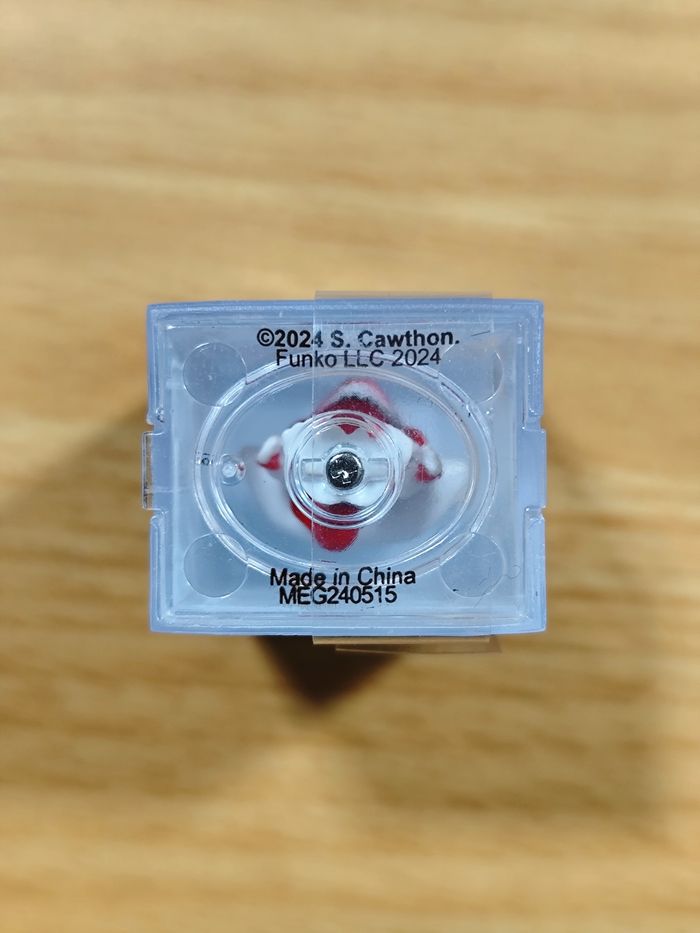 ©2024 S. Cawthon.
Funko LLC 2024
Made in China
MEG240515